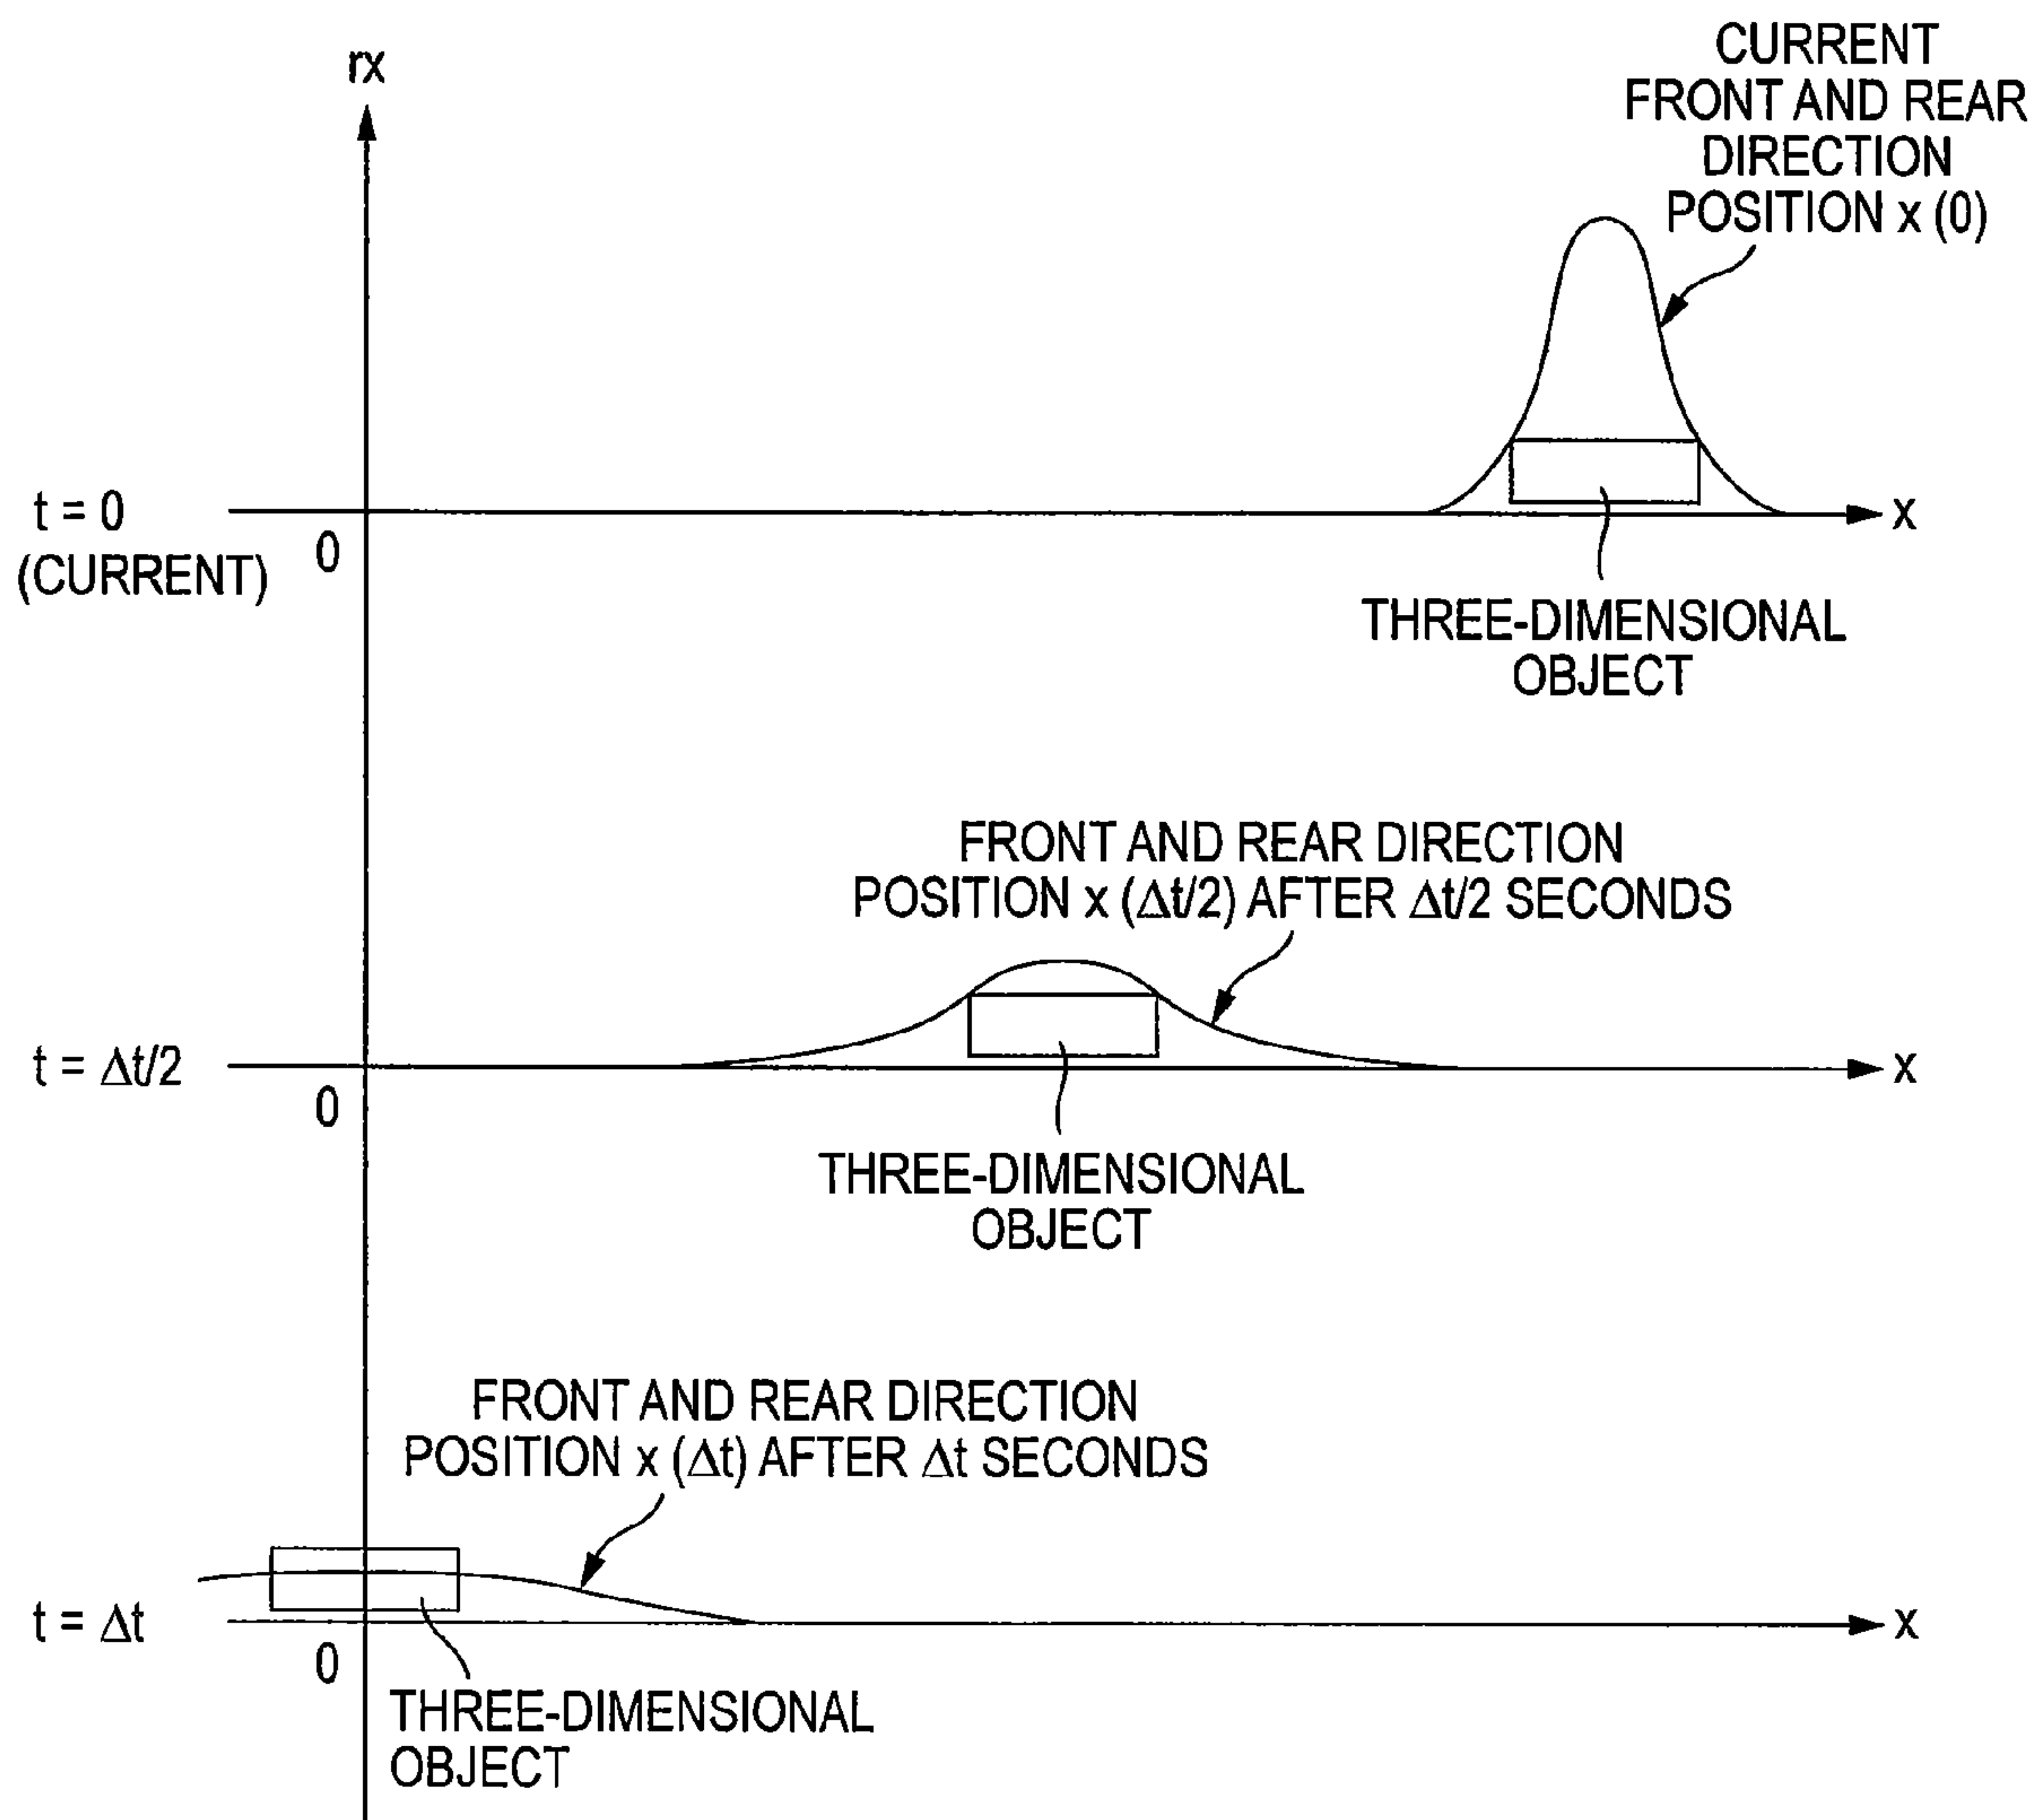 rx
CURRENT
FRONT AND REAR
DIRECTION
POSITION x (0)
t = 0
(CURRENT)
0
x
THREE-DIMENSIONAL
OBJECT
FRONT AND REAR DIRECTION
POSITION x (Δt/2) AFTER Δt/2 SECONDS
t = Δt/2
0
x
THREE-DIMENSIONAL
OBJECT
FRONT AND REAR DIRECTION
POSITION x (Δt) AFTER Δt SECONDS
t = Δt
0
x
THREE-DIMENSIONAL
OBJECT